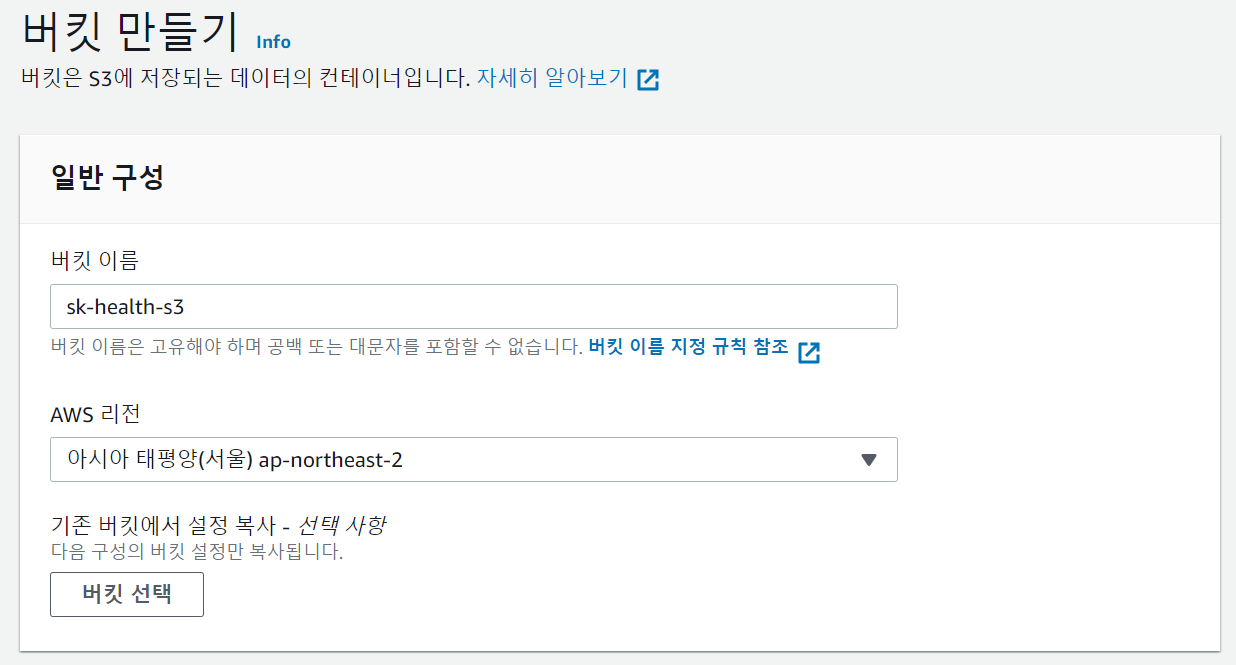 버킷 만들기 Info
버킷은 S3에 저장되는 데이터의 컨테이너입니다. 자세히 알아보기
일반 구성
버킷 이름
sk-health-s3
버킷 이름은 고유해야 하며 공백 또는 대문자를 포함할 수 없습니다. 버킷 이름 지정 규칙 참조
AWS 리전
아시아 태평양(서울) ap-northeast-2
기존 버킷에서 설정 복사 - 선택 사항
다음 구성의 버킷 설정만 복사됩니다.
버킷 선택